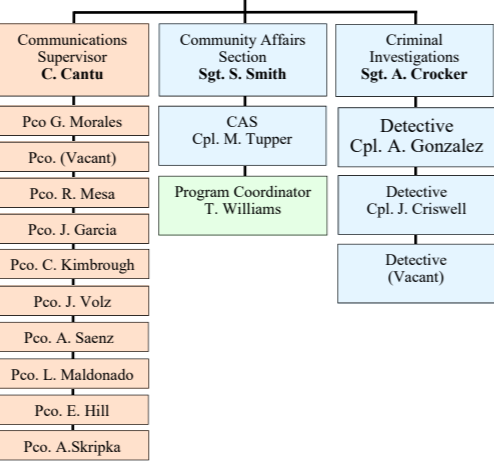 Communications
Supervisor
C. Cantu
Pco G. Morales
Pco. (Vacant)
Pco. R. Mesa
Pco. J. Garcia
Pco. C. Kimbrough
Pco. J. Volz
Pco. A. Saenz
Pco. L. Maldonado
Pco. E. Hill
Pco. A.Skripka
Community Affairs
Section
Sgt. S. Smith
CAS
Cpl. M. Tupper
Program Coordinator
T. Williams
Criminal
Investigations
Sgt. A. Crocker
Detective
Cpl. A. Gonzalez
Detective
Cpl. J. Criswell
Detective
(Vacant)